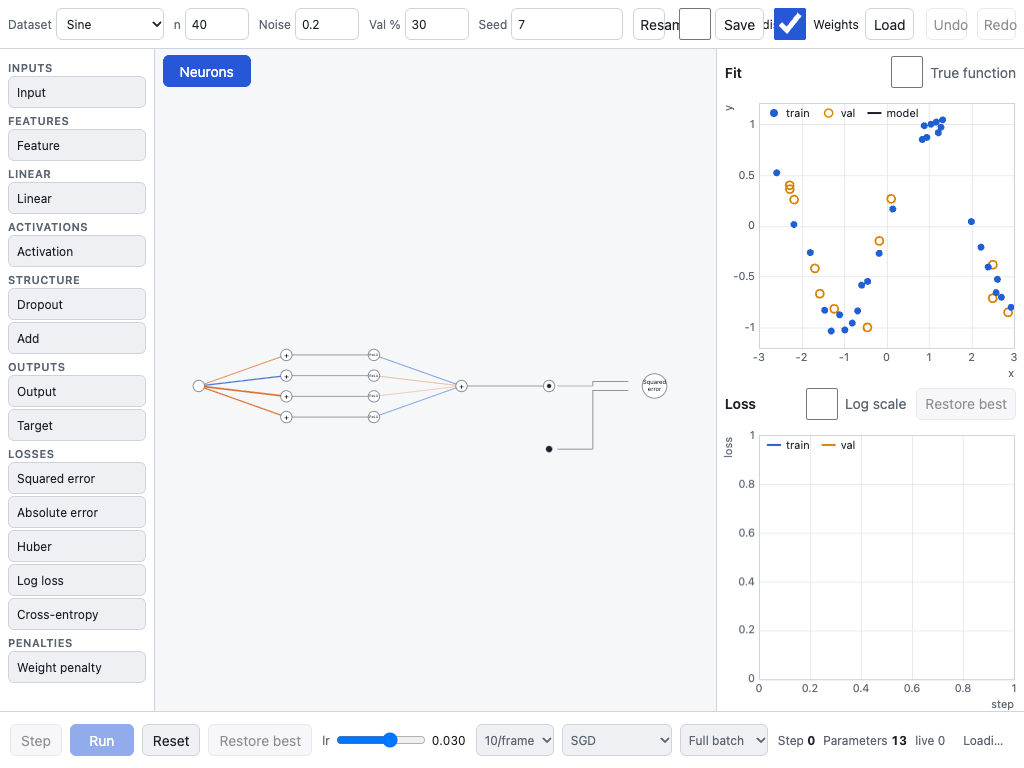 Dataset Sine n 40 Noise 0.2 Val % 30 Seed 7 Resam Save Weights Load Undo Redo
INPUTS
Input
FEATURES
Feature
LINEAR
Linear
ACTIVATIONS
Activation
STRUCTURE
Dropout
Add
OUTPUTS
Output
Target
LOSSES
Squared error
Absolute error
Huber
Log loss
Cross-entropy
PENALTIES
Weight penalty
Neurons
+
+
+
+
+
Squared
error
Fit True function
y
train val model
1
0.5
0
−0.5
−1
−3 −2 −1 0 1 2 3
x
Loss Log scale Restore best
loss
train val
1
0.8
0.6
0.4
0.2
0
0 0.2 0.4 0.6 0.8 1
step
Step Run Reset Restore best lr 0.030 10/frame SGD Full batch Step 0 Parameters 13 live 0 Loadi...